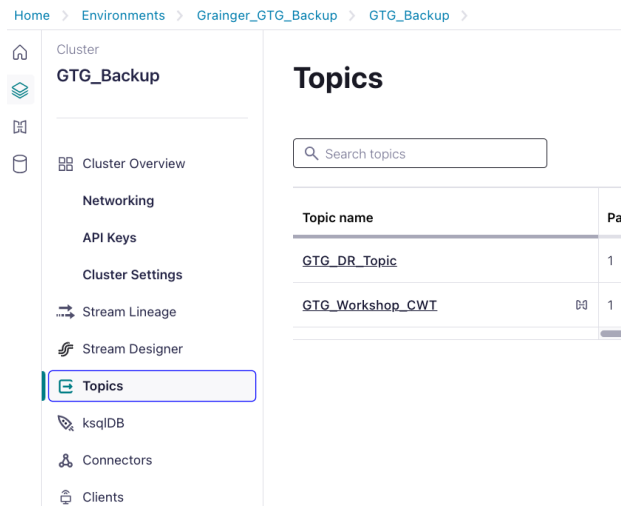 Home > Environments > Grainger_GTG_Backup > GTG_Backup >
Cluster
GTG_Backup
Cluster Overview
Networking
API Keys
Cluster Settings
Stream Lineage
Stream Designer
Topics
ksqlDB
Connectors
Clients
Topics
Search topics
Topic name Pa
GTG_DR_Topic 1
GTG_Workshop_CWT 1